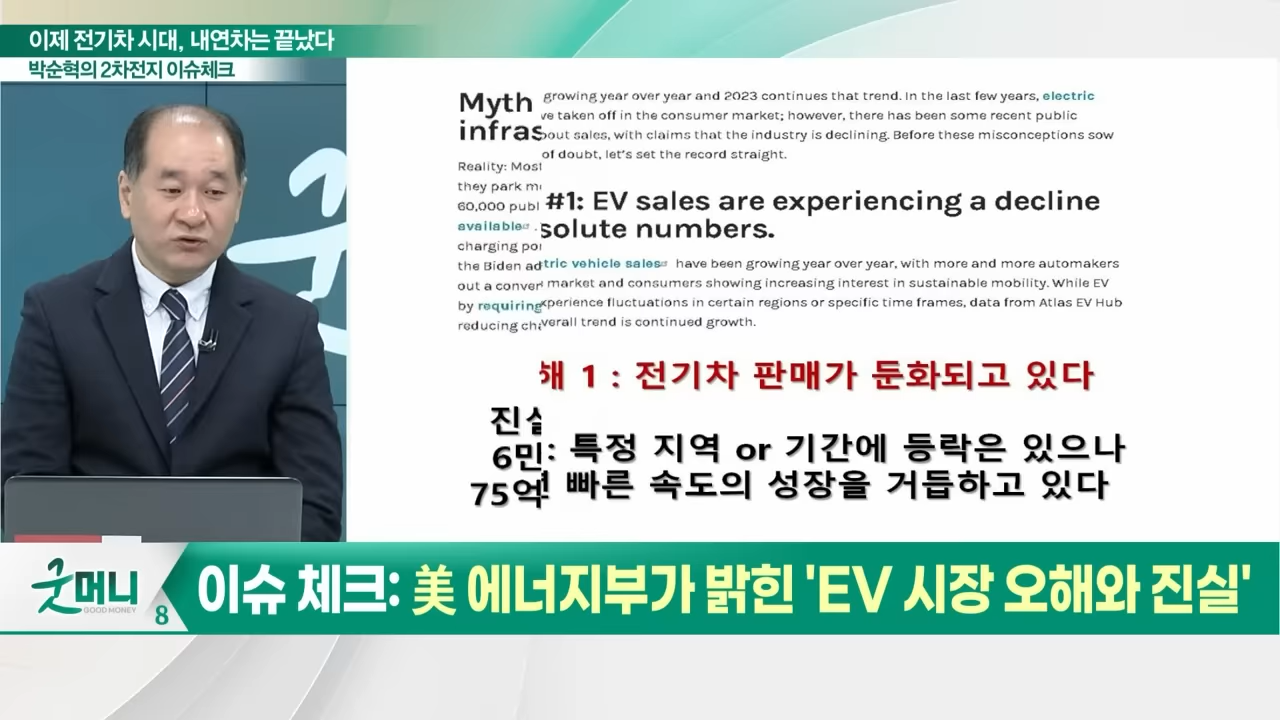 이제 전기차 시대, 내연차는 끝났다
박순혁의 2차전지 이슈체크
Myth
infras
Reality: Most
they park
60,000 publ
available
charging por
the Biden ad
out a conver
by requiring
reducing cha
growing year over year and 2023 continues that trend. In the last few years, electric
ve taken off in the consumer market; however, there has been some recent public
bout sales, with claims that the industry is declining. Before these misconceptions sow
of doubt, let's set the record straight.
#1: EV sales are experiencing a decline
solute numbers.
tric vehicle sales have been growing year over year, with more and more automakers
market and consumers showing increasing interest in sustainable mobility. While EV
xperience fluctuations in certain regions or specific time frames, data from Atlas EV Hub
verall trend is continued growth.
해 1 : 전기차 판매가 둔화되고 있다
진실
6만
75억
: 특정 지역 or 기간에 등락은 있으나
빠른 속도의 성장을 거듭하고 있다
굿머니
GOOD MONEY
8
이슈 체크: 美 에너지부가 밝힌 'EV 시장 오해와 진실'